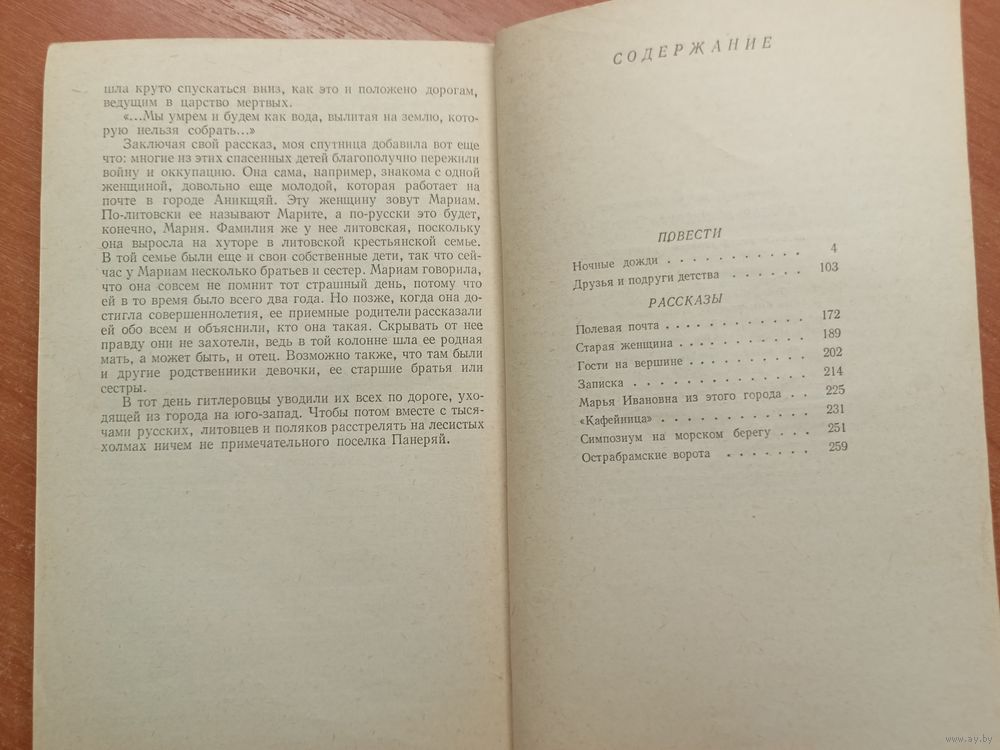 шла круто спускаться вниз, как это и положено дорогам,
ведущим в царство мертвых.
«...Мы умрем и будем как вода, вылитая на землю, кото-
рую нельзя собрать...»
Заключая свой рассказ, моя спутница добавила вот еще
что: многие из этих спасенных детей благополучно пережили
войну и оккупацию. Она сама, например, знакома с одной
женщиной, довольно еще молодой, которая работает на
почте в городе Аникщяй. Эту женщину зовут Мариам.
По-литовски ее называют Марите, а по-русски это будет,
конечно, Мария. Фамилия же у нее литовская, поскольку
она выросла на хуторе в литовской крестьянской семье.
В той семье были еще и свои собственные дети, так что сей-
час у Мариам несколько братьев и сестер. Мариам говорила,
что она совсем не помнит тот страшный день, потому что
ей в то время было всего два года. Но позже, когда она до-
стигла совершеннолетия, ее приемные родители рассказали
ей обо всем и объяснили, кто она такая. Скрывать от нее
правду они не захотели, ведь в той колонне шла ее родная
мать, а может быть, и отец. Возможно также, что там были
и другие родственники девочки, ее старшие братья или
сестры.
В тот день гитлеровцы уводили их всех по дороге, ухо-
дящей из города на юго-запад. Чтобы потом вместе с тыся-
чами русских, литовцев и поляков расстрелять на лесистых
холмах ничем не примечательного поселка Панеряй.
СОДЕРЖАНИЕ
ПОВЕСТИ
Ночные дожди . . . . . . . . . . . 4
Друзья и подруги детства . . . . . . 103
РАССКАЗЫ
Полевая почта . . . . . . . . . . . 172
Старая женщина . . . . . . . . . . 189
Гости на вершине . . . . . . . . . 202
Записка . . . . . . . . . . . . . 214
Марья Ивановна из этого города . . 225
«Кафейница» . . . . . . . . . . . 231
Симпозиум на морском берегу . . . 251
Острабрамские ворота . . . . . . . 259
www.ay.by